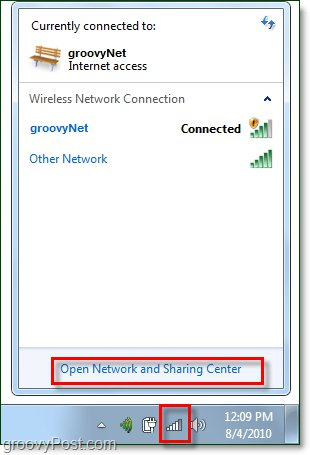 Currently connected to:
groovyNet
Internet access
Wireless Network Connection
groovyNet Connected
Other Network
Open Network and Sharing Center
12:09 PM
8/4/2010
groovyPost.com